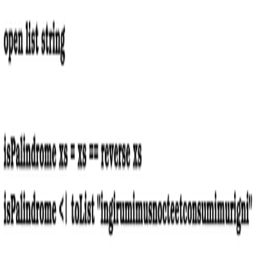 open list string
isPalindrome xs = xs == reverse xs
isPalindrome <| toList "ingirumimusnocteetconsumimurigni"